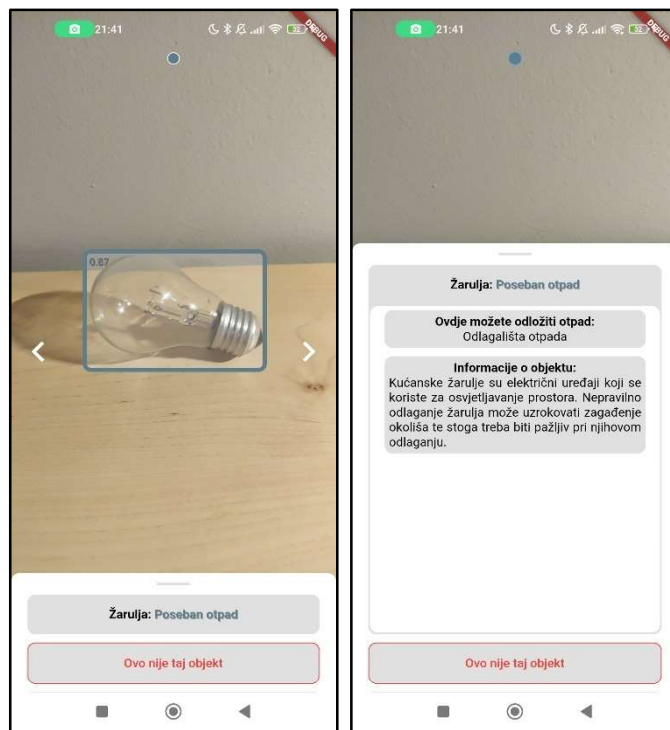 21:41
32
DEBUG
0.87
Žarulja: Poseban otpad
Ovo nije taj objekt
21:41
32
DEBUG
Žarulja: Poseban otpad
Ovdje možete odložiti otpad:
Odlagališta otpada
Informacije o objektu:
Kućanske žarulje su električni uređaji koji se
koriste za osvjetljavanje prostora. Nepravilno
odlaganje žarulja može uzrokovati zagađenje
okoliša te stoga treba biti pažljiv pri njihovom
odlaganju.
Ovo nije taj objekt